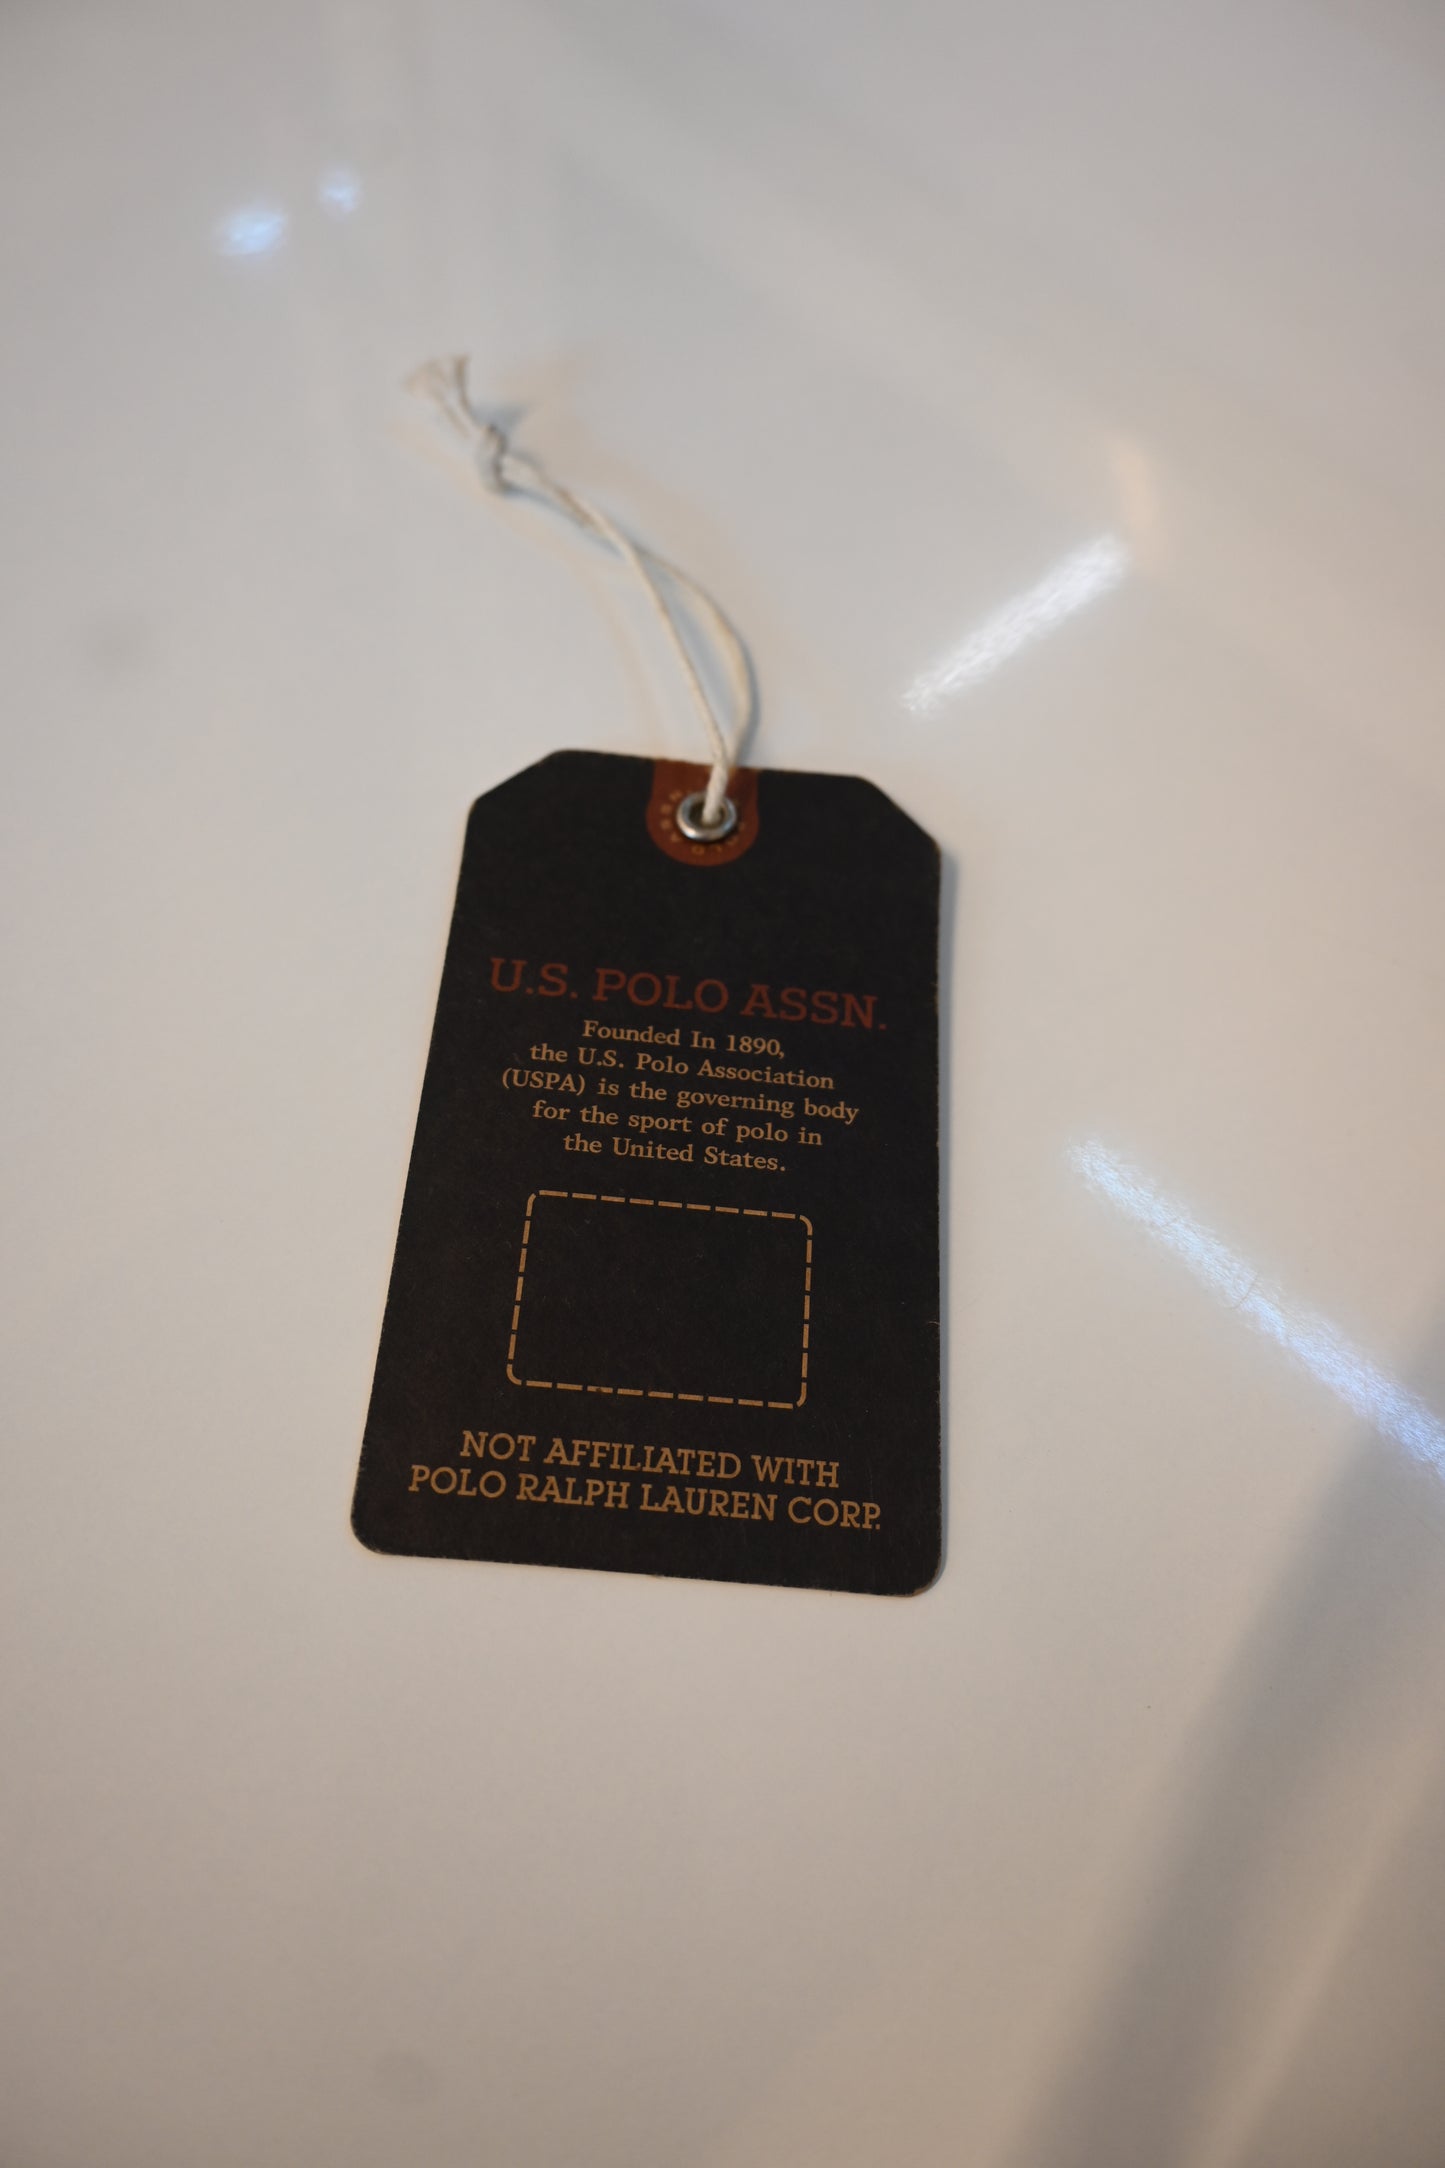 U.S. POLO ASSN.
Founded In 1890,
the U.S. Polo Association
(USPA) is the governing body
for the sport of polo in
the United States.
NOT AFFILIATED WITH
POLO RALPH LAUREN CORP.